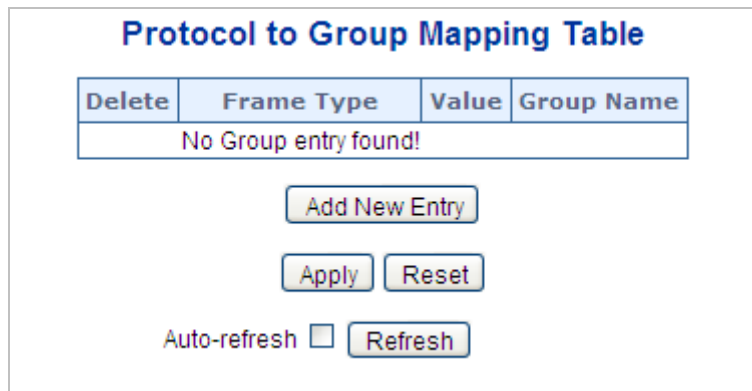 Protocol to Group Mapping Table
Delete Frame Type Value Group Name
No Group entry found!
Add New Entry
Apply Reset
Auto-refresh Refresh